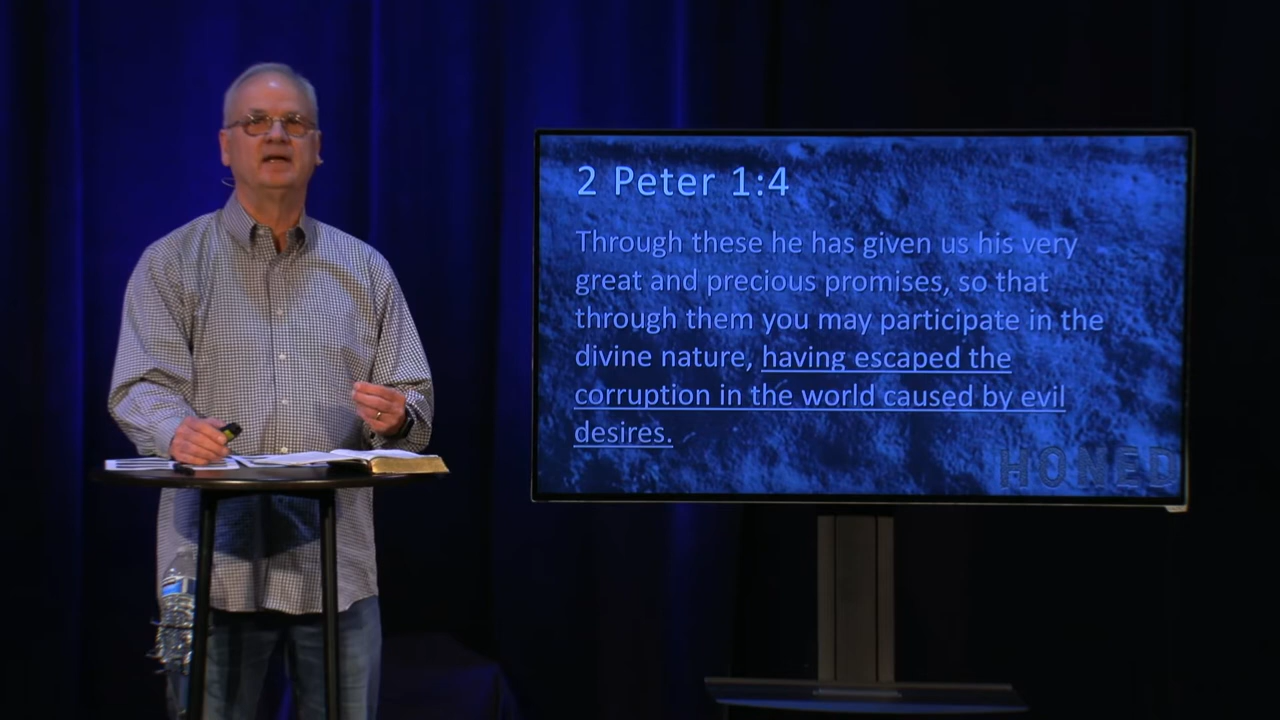 2 Peter 1:4
Through these he has given us his very
great and precious promises, so that
through them you may participate in the
divine nature, having escaped the
corruption in the world caused by evil
desires.
HONED